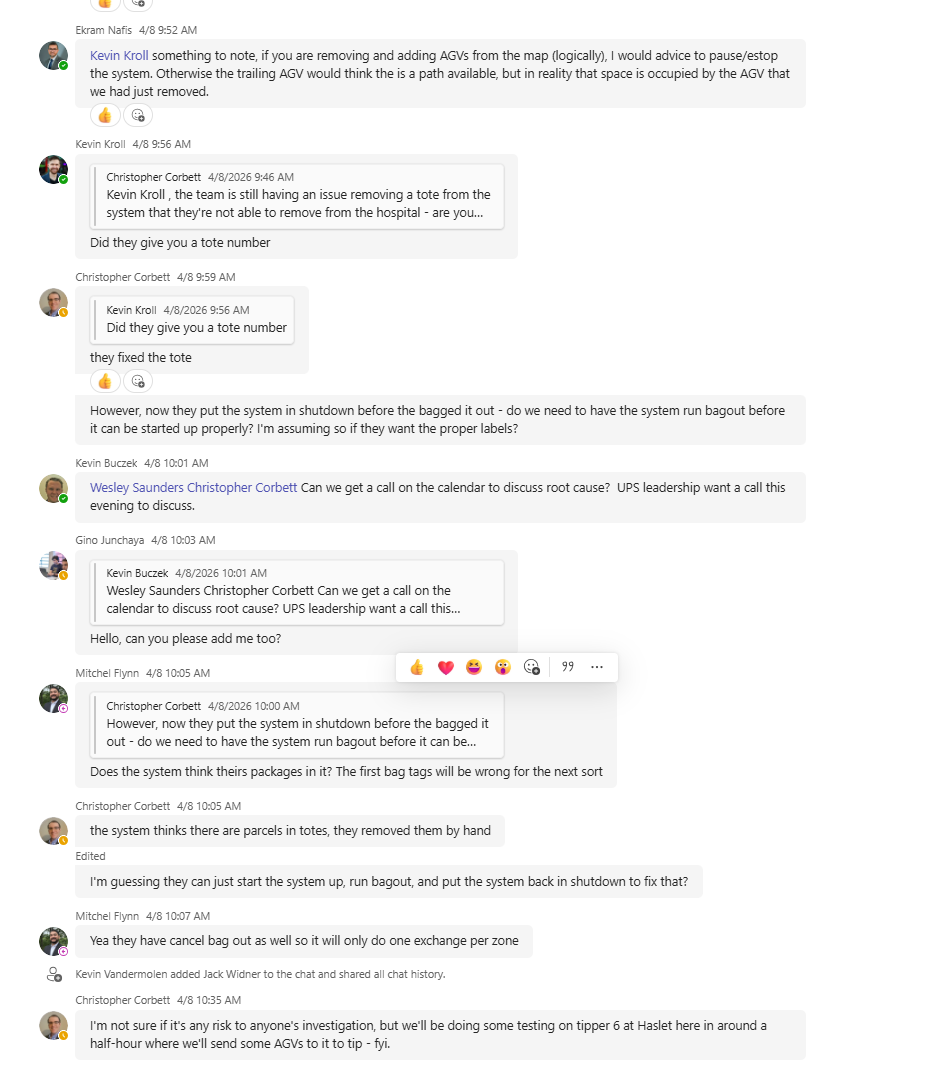 Ekram Nafis 4/8 9:52 AM
Kevin Kroll something to note, if you are removing and adding AGVs from the map (logically), I would advice to pause/estop
the system. Otherwise the trailing AGV would think the is a path available, but in reality that space is occupied by the AGV that
we had just removed.
Kevin Kroll 4/8 9:56 AM
Christopher Corbett 4/8/2026 9:46 AM
Kevin Kroll , the team is still having an issue removing a tote from the
system that they're not able to remove from the hospital - are you...
Did they give you a tote number
Christopher Corbett 4/8 9:59 AM
Kevin Kroll 4/8/2026 9:56 AM
Did they give you a tote number
they fixed the tote
However, now they put the system in shutdown before the bagged it out - do we need to have the system run bagout before
it can be started up properly? I'm assuming so if they want the proper labels?
Kevin Buczek 4/8 10:01 AM
Wesley Saunders Christopher Corbett Can we get a call on the calendar to discuss root cause? UPS leadership want a call this
evening to discuss.
Gino Junchaya 4/8 10:03 AM
Kevin Buczek 4/8/2026 10:01 AM
Wesley Saunders Christopher Corbett Can we get a call on the
calendar to discuss root cause? UPS leadership want a call this...
Hello, can you please add me too?
Mitchel Flynn 4/8 10:05 AM
Christopher Corbett 4/8/2026 10:00 AM
However, now they put the system in shutdown before the bagged it
out - do we need to have the system run bagout before it can be...
Does the system think theirs packages in it? The first bag tags will be wrong for the next sort
Christopher Corbett 4/8 10:05 AM
the system thinks there are parcels in totes, they removed them by hand
Edited
I'm guessing they can just start the system up, run bagout, and put the system back in shutdown to fix that?
Mitchel Flynn 4/8 10:07 AM
Yea they have cancel bag out as well so it will only do one exchange per zone
Kevin Vandermolen added Jack Widner to the chat and shared all chat history.
Christopher Corbett 4/8 10:35 AM
I'm not sure if it's any risk to anyone's investigation, but we'll be doing some testing on tipper 6 at Haslet here in around a
half-hour where we'll send some AGVs to it to tip - fyi.